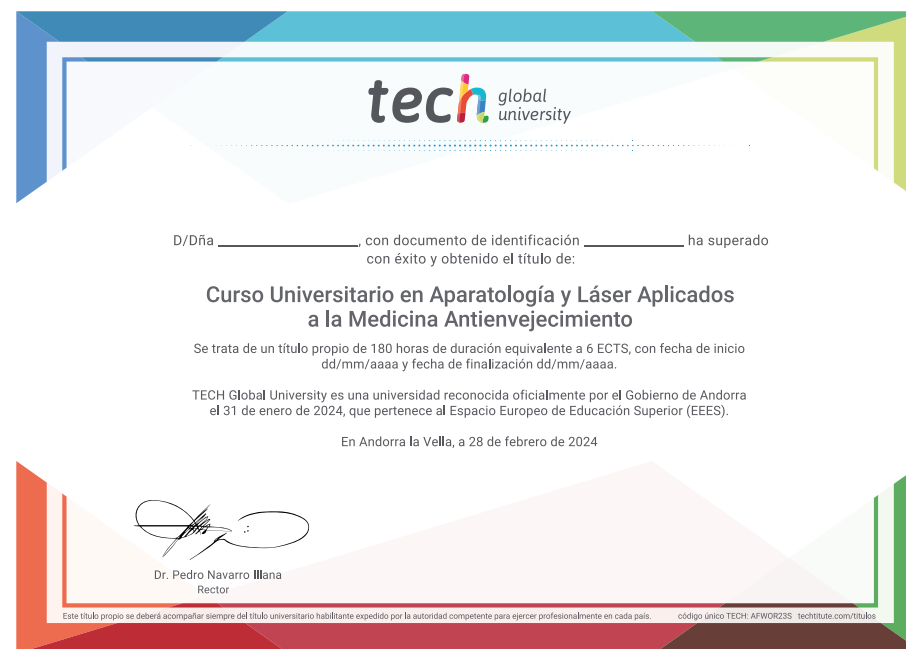 tech global university
D/Dña ______________, con documento de identificación __________ ha superado
con éxito y obtenido el título de:
Curso Universitario en Aparatología y Láser Aplicados
a la Medicina Antienvejecimiento
Se trata de un título propio de 180 horas de duración equivalente a 6 ECTS, con fecha de inicio
dd/mm/aaaa y fecha de finalización dd/mm/aaaa.
TECH Global University es una universidad reconocida oficialmente por el Gobierno de Andorra
el 31 de enero de 2024, que pertenece al Espacio Europeo de Educación Superior (EEES).
En Andorra la Vella, a 28 de febrero de 2024
Dr. Pedro Navarro Illana
Rector
Este título propio se deberá acompañar siempre del título universitario habilitante expedido por la autoridad competente para ejercer profesionalmente en cada país. código único TECH: AFWOR23S techtitute.com/titulos